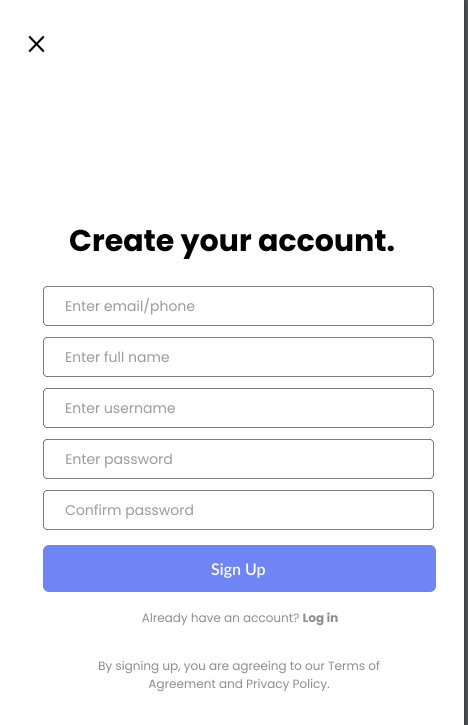 Create your account.
Enter email/phone
Enter full name
Enter username
Enter password
Confirm password
Sign Up
Already have an account? Log in
By signing up, you are agreeing to our Terms of
Agreement and Privacy Policy.